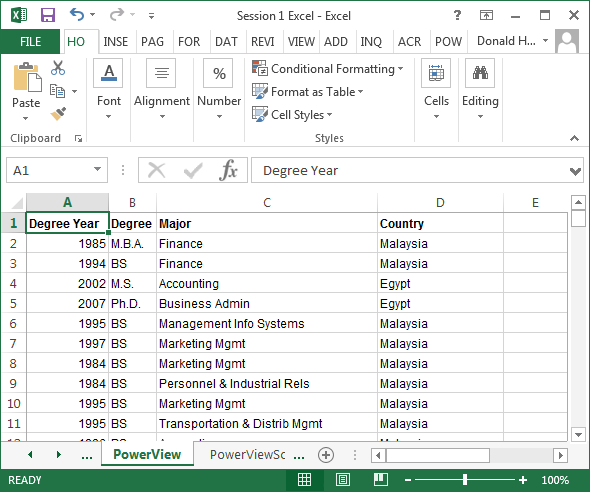 Session 1 Excel - Excel
FILE HO INSE PAG FOR DAT REVI VIEW ADD INQ ACR POW Donald H...
Paste Font Alignment Number Conditional Formatting Format as Table Cell Styles Cells Editing
Clipboard Styles
A1 fx Degree Year
A B C D E
1 Degree Year Degree Major Country
2 1985 M.B.A. Finance Malaysia
3 1994 BS Finance Malaysia
4 2002 M.S. Accounting Egypt
5 2007 Ph.D. Business Admin Egypt
6 1995 BS Management Info Systems Malaysia
7 1997 BS Marketing Mgmt Malaysia
8 1984 BS Marketing Mgmt Malaysia
9 1984 BS Personnel & Industrial Rels Malaysia
10 1995 BS Marketing Mgmt Malaysia
11 1995 BS Transportation & Distrib Mgmt Malaysia
... PowerView PowerViewSc ...
READY 100%